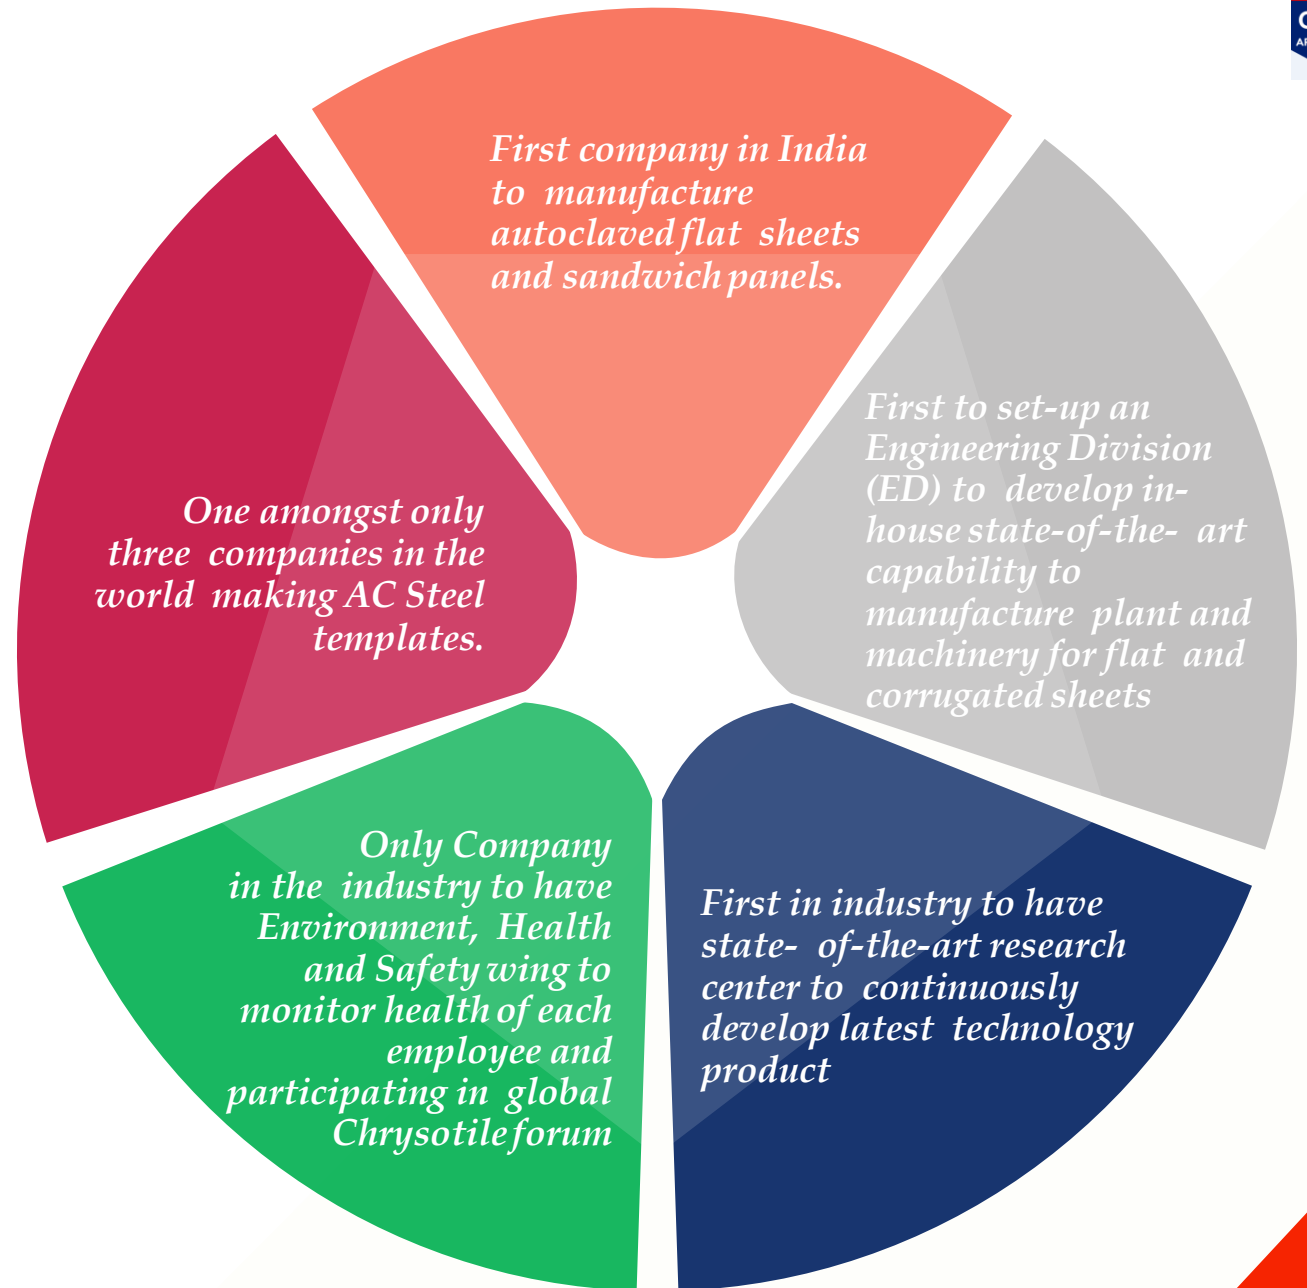 First company in India
to manufacture
autoclaved flat sheets
and sandwich panels.
First to set-up an
Engineering Division
(ED) to develop in-
house state-of-the- art
capability to
manufacture plant and
machinery for flat and
corrugated sheets
One amongst only
three companies in the
world making AC Steel
templates.
Only Company
in the industry to have
Environment, Health
and Safety wing to
monitor health of each
employee and
participating in global
Chrysotile forum
First in industry to have
state- of-the-art research
center to continuously
develop latest technology
product